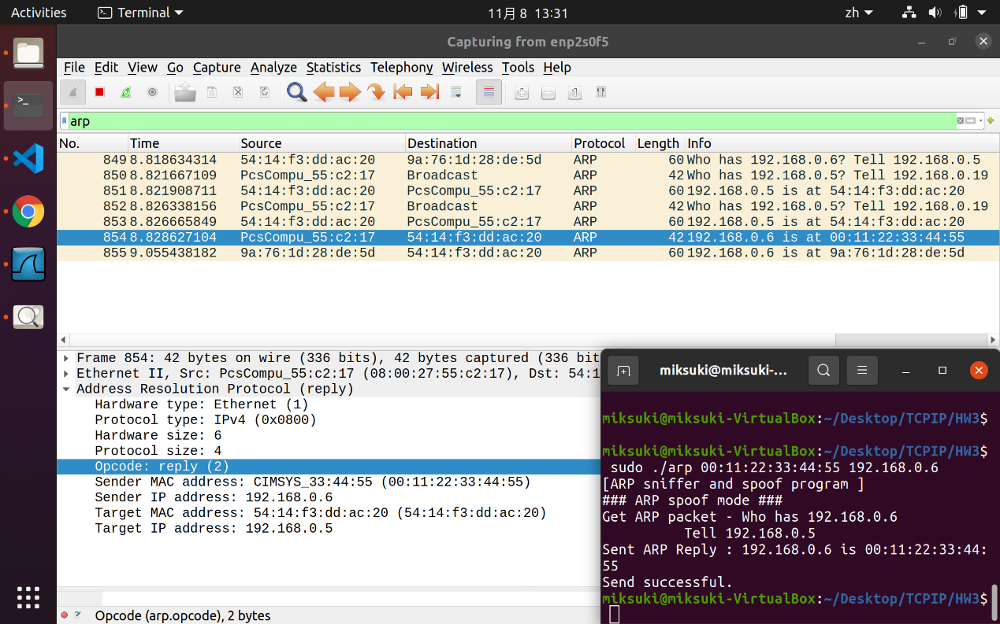 Activities Terminal 11月 8 13:31 zh
Capturing from enp2s0f5
File Edit View Go Capture Analyze Statistics Telephony Wireless Tools Help
arp
No. Time Source Destination Protocol Length Info
849 8.818634314 54:14:f3:dd:ac:20 9a:76:1d:28:de:5d ARP 60 Who has 192.168.0.6? Tell 192.168.0.5
850 8.821667109 PcsCompu_55:c2:17 Broadcast ARP 42 Who has 192.168.0.5? Tell 192.168.0.19
851 8.821908711 54:14:f3:dd:ac:20 PcsCompu_55:c2:17 ARP 60 192.168.0.5 is at 54:14:f3:dd:ac:20
852 8.826338156 PcsCompu_55:c2:17 Broadcast ARP 42 Who has 192.168.0.5? Tell 192.168.0.19
853 8.826665849 54:14:f3:dd:ac:20 PcsCompu_55:c2:17 ARP 60 192.168.0.5 is at 54:14:f3:dd:ac:20
854 8.828627104 PcsCompu_55:c2:17 54:14:f3:dd:ac:20 ARP 42 192.168.0.6 is at 00:11:22:33:44:55
855 9.055438182 9a:76:1d:28:de:5d 54:14:f3:dd:ac:20 ARP 60 192.168.0.6 is at 9a:76:1d:28:de:5d
Frame 854: 42 bytes on wire (336 bits), 42 bytes captured (336 bit
Ethernet II, Src: PcsCompu_55:c2:17 (08:00:27:55:c2:17), Dst: 54:1
Address Resolution Protocol (reply)
Hardware type: Ethernet (1)
Protocol type: IPv4 (0x0800)
Hardware size: 6
Protocol size: 4
Opcode: reply (2)
Sender MAC address: CIMSYS_33:44:55 (00:11:22:33:44:55)
Sender IP address: 192.168.0.6
Target MAC address: 54:14:f3:dd:ac:20 (54:14:f3:dd:ac:20)
Target IP address: 192.168.0.5
Opcode (arp.opcode), 2 bytes
miksuki@miksuki-...
miksuki@miksuki-VirtualBox:~/Desktop/TCPIP/HW3$
miksuki@miksuki-VirtualBox:~/Desktop/TCPIP/HW3$
sudo ./arp 00:11:22:33:44:55 192.168.0.6
[ARP sniffer and spoof program ]
### ARP spoof mode ###
Get ARP packet - Who has 192.168.0.6
Tell 192.168.0.5
Sent ARP Reply : 192.168.0.6 is 00:11:22:33:44:
55
Send successful.
miksuki@miksuki-VirtualBox:~/Desktop/TCPIP/HW3$